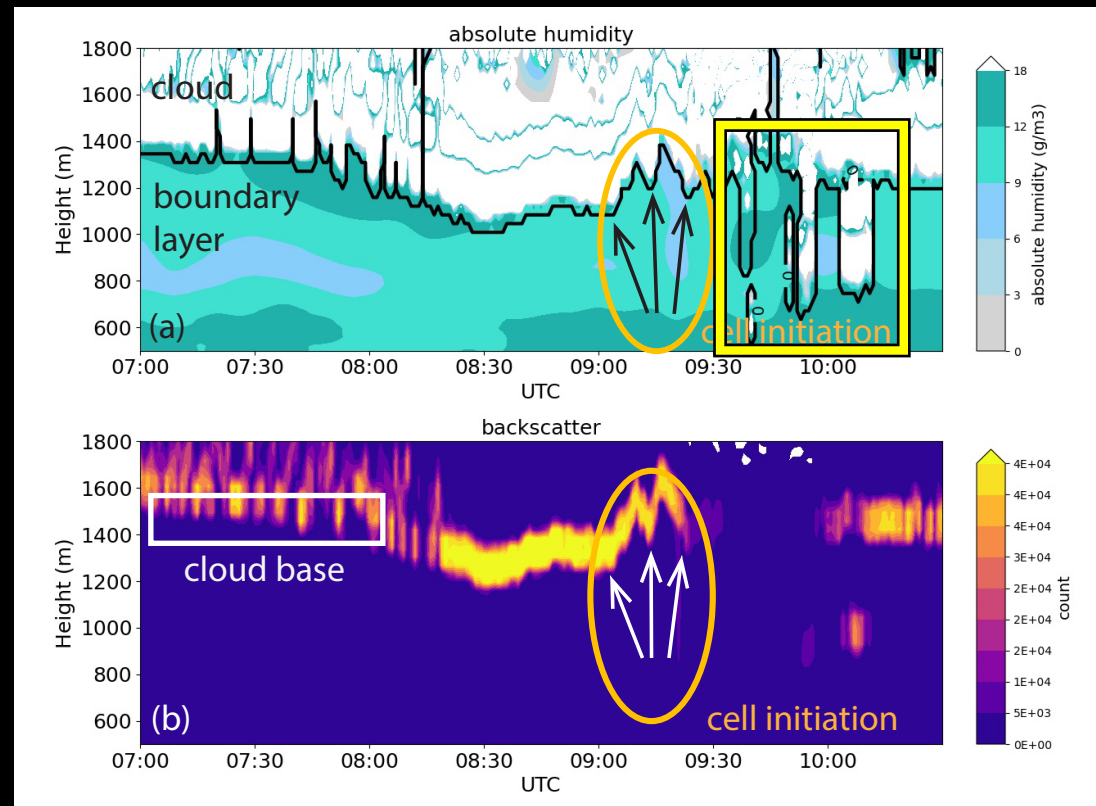 absolute humidity
1800
1600
1400
1200
1000
800
600
Height (m)
cloud
boundary
layer
(a)
cell initiation
0
0
0
07:00 07:30 08:00 08:30 09:00 09:30 10:00
UTC
18
12
9
6
3
0
absolute humidity (g/m3)
backscatter
1800
1600
1400
1200
1000
800
600
Height (m)
cloud base
(b)
cell initiation
07:00 07:30 08:00 08:30 09:00 09:30 10:00
UTC
4E+04
4E+04
4E+04
3E+04
2E+04
2E+04
1E+04
1E+04
5E+03
0E+00
count